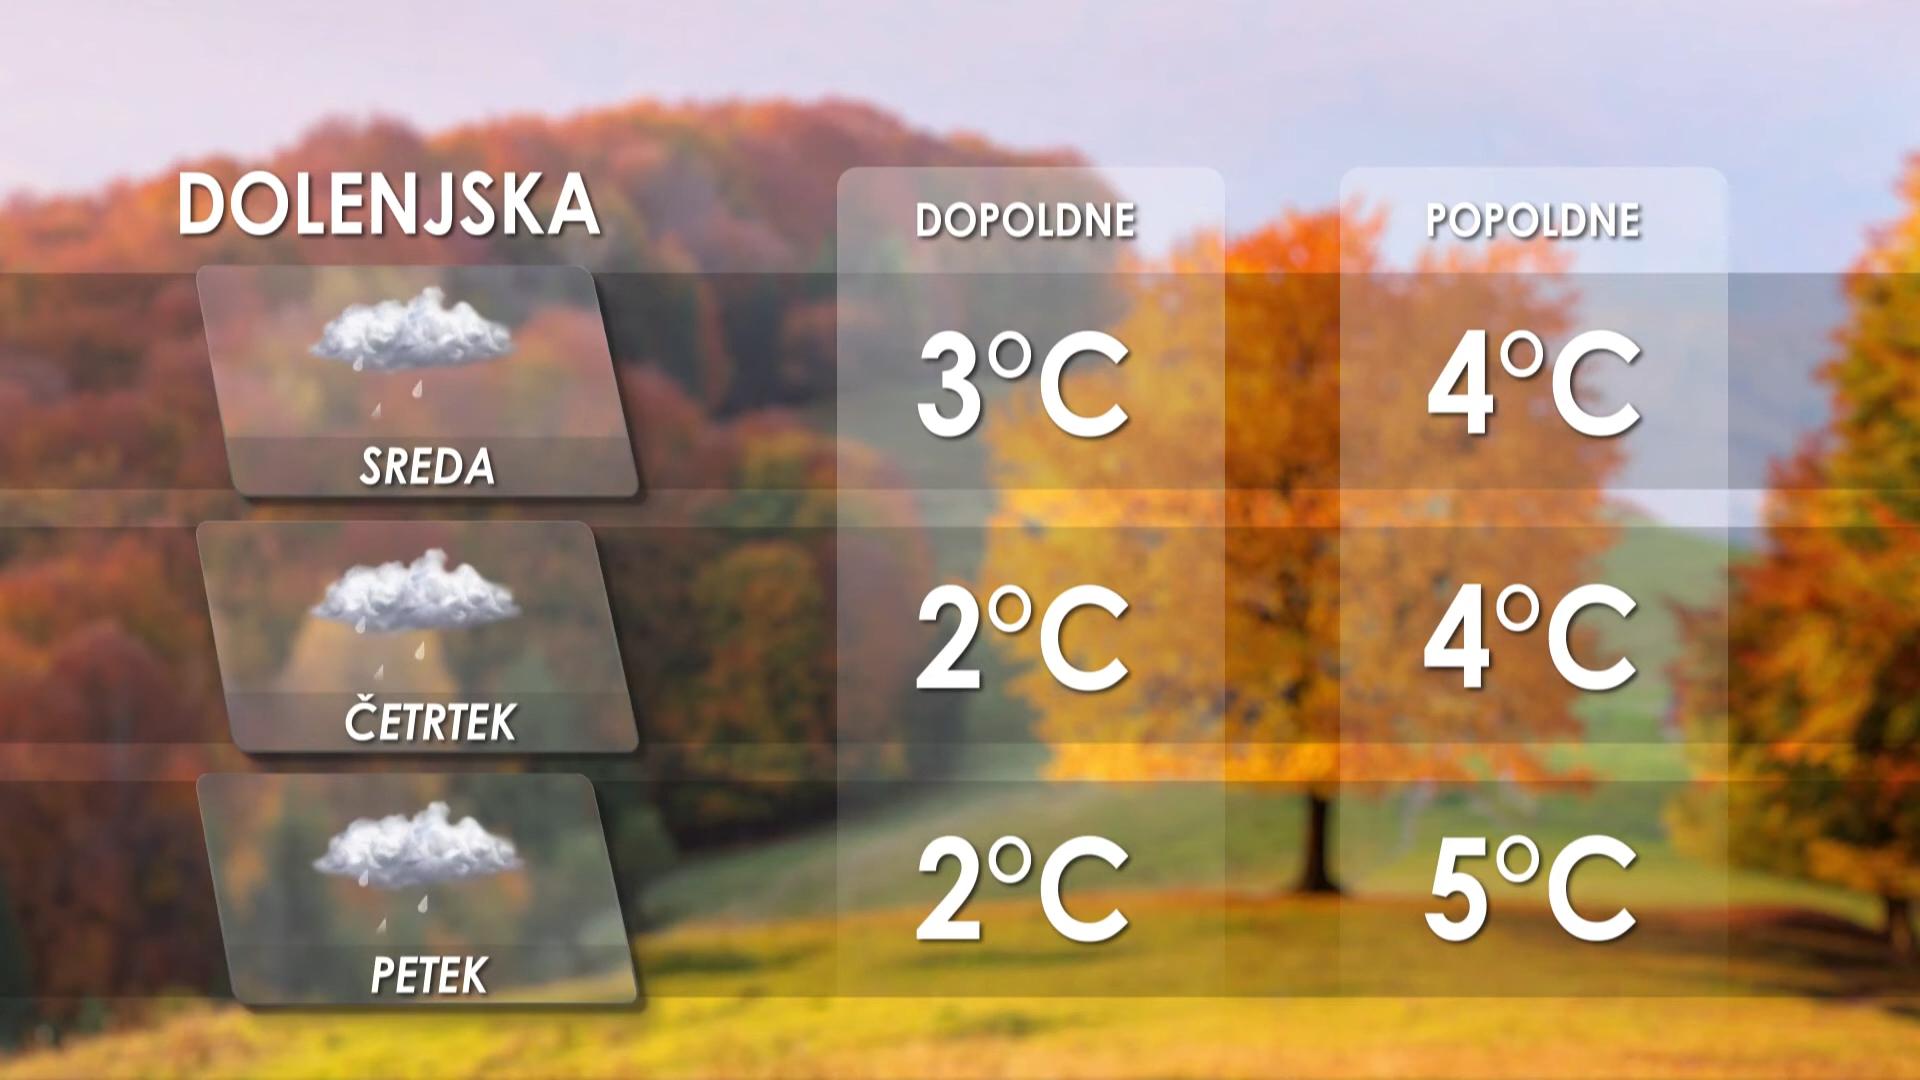 DOLENJSKA
DOPOLDNE
POPOLDNE
SREDA
3°C
4°C
ČETRTEK
2°C
4°C
PETEK
2°C
5°C